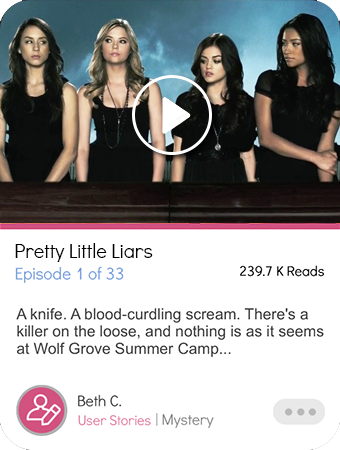 Pretty Little Liars
Episode 1 of 33
239.7 K Reads
A knife. A blood-curdling scream. There's a
killer on the loose, and nothing is as it seems
at Wolf Grove Summer Camp...
Beth C.
User Stories | Mystery